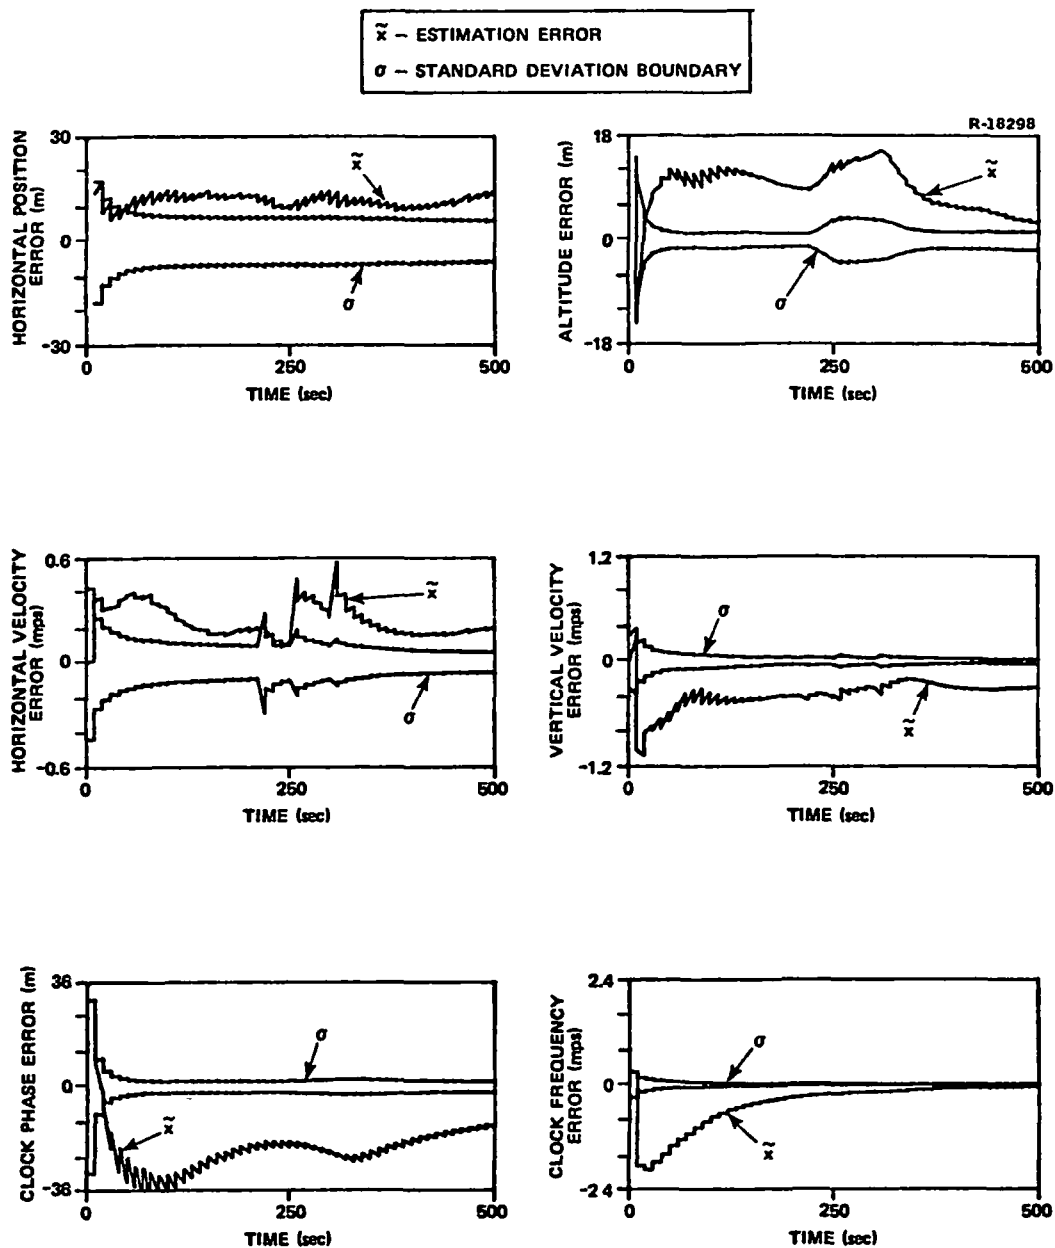 x̃ – ESTIMATION ERROR
σ – STANDARD DEVIATION BOUNDARY
R-18298
HORIZONTAL POSITION
ERROR (m)
30
0
-30
x̃
σ
0
250
500
TIME (sec)
ALTITUDE ERROR (m)
18
0
-18
x̃
σ
0
250
500
TIME (sec)
HORIZONTAL VELOCITY
ERROR (mps)
0.6
0
-0.6
x̃
σ
0
250
500
TIME (sec)
VERTICAL VELOCITY
ERROR (mps)
1.2
0
-1.2
σ
x̃
0
250
500
TIME (sec)
CLOCK PHASE ERROR (m)
36
0
-36
σ
x̃
0
250
500
TIME (sec)
CLOCK FREQUENCY
ERROR (mps)
2.4
0
-2.4
σ
x̃
0
250
500
TIME (sec)